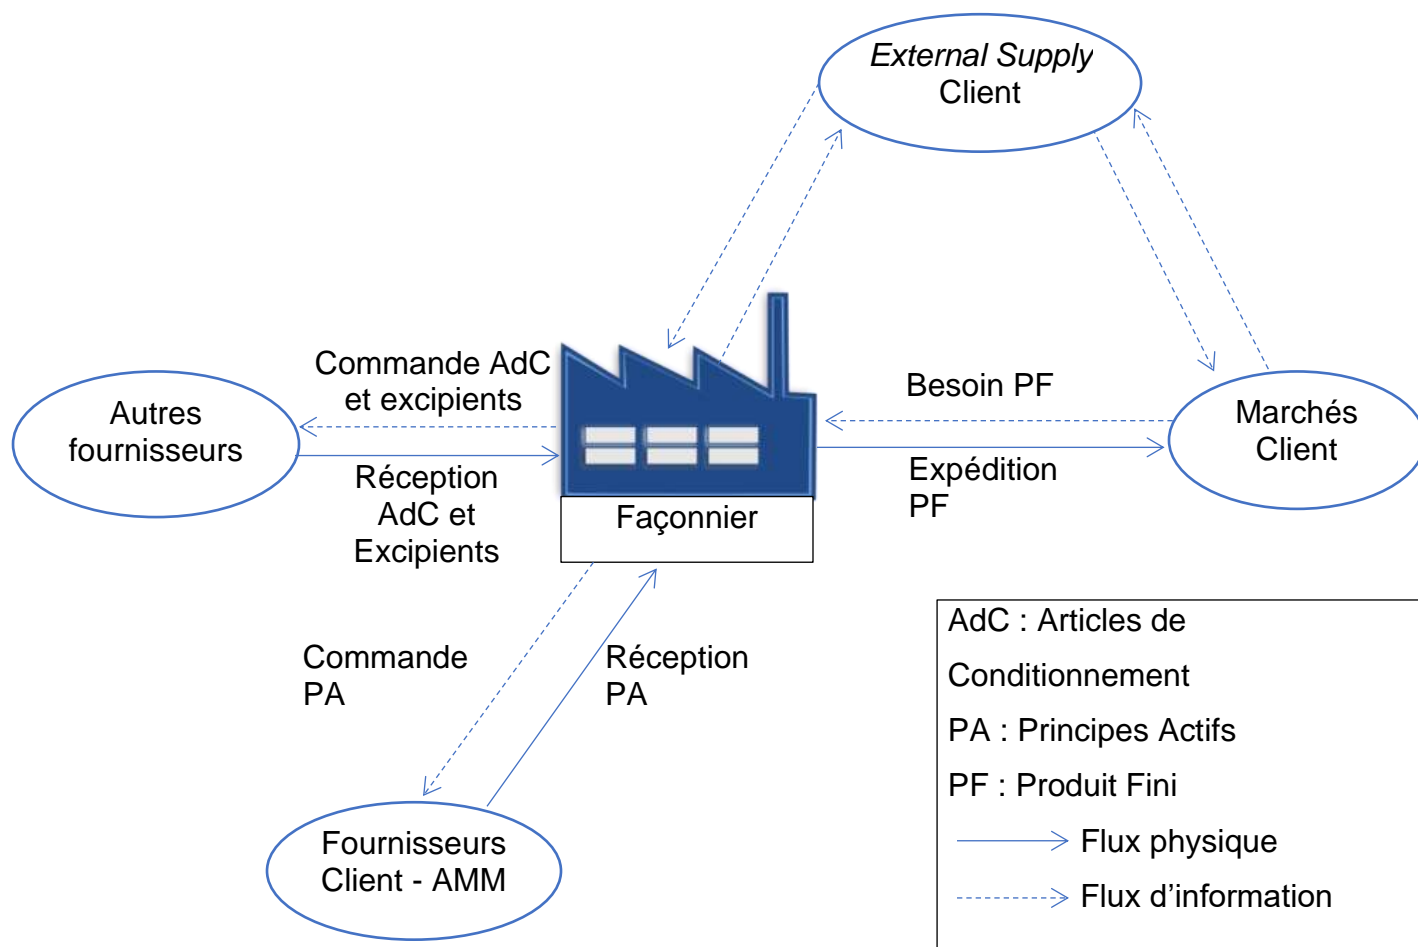 External Supply
Client
Commande AdC
et excipients
Autres
fournisseurs
Réception
AdC et
Excipients
Façonnier
Besoin PF
Expédition
PF
Marchés
Client
Commande
PA
Réception
PA
Fournisseurs
Client - AMM
AdC : Articles de
Conditionnement
PA : Principes Actifs
PF : Produit Fini
Flux physique
Flux d’information